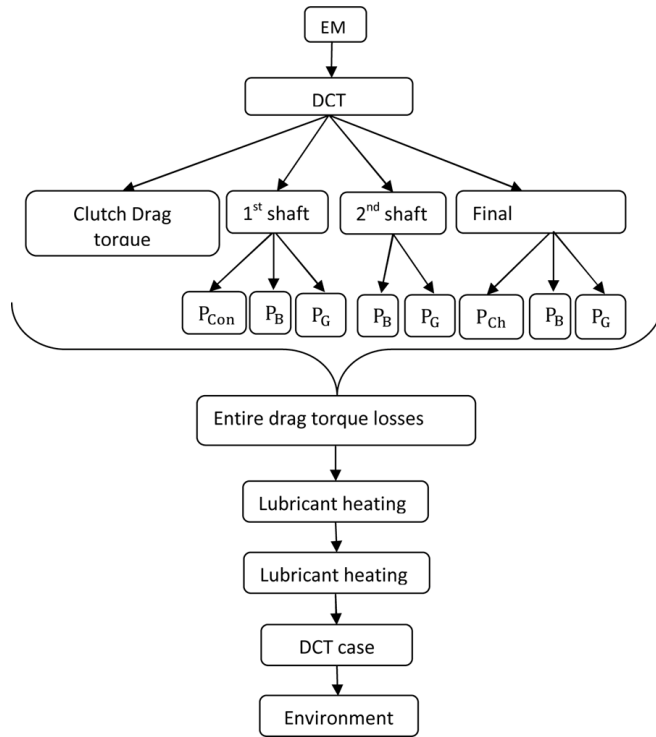 EM
DCT
Clutch Drag
torque
1st shaft
2nd shaft
Final
PCon
PB
PG
PB
PG
PCh
PB
PG
Entire drag torque losses
Lubricant heating
Lubricant heating
DCT case
Environment